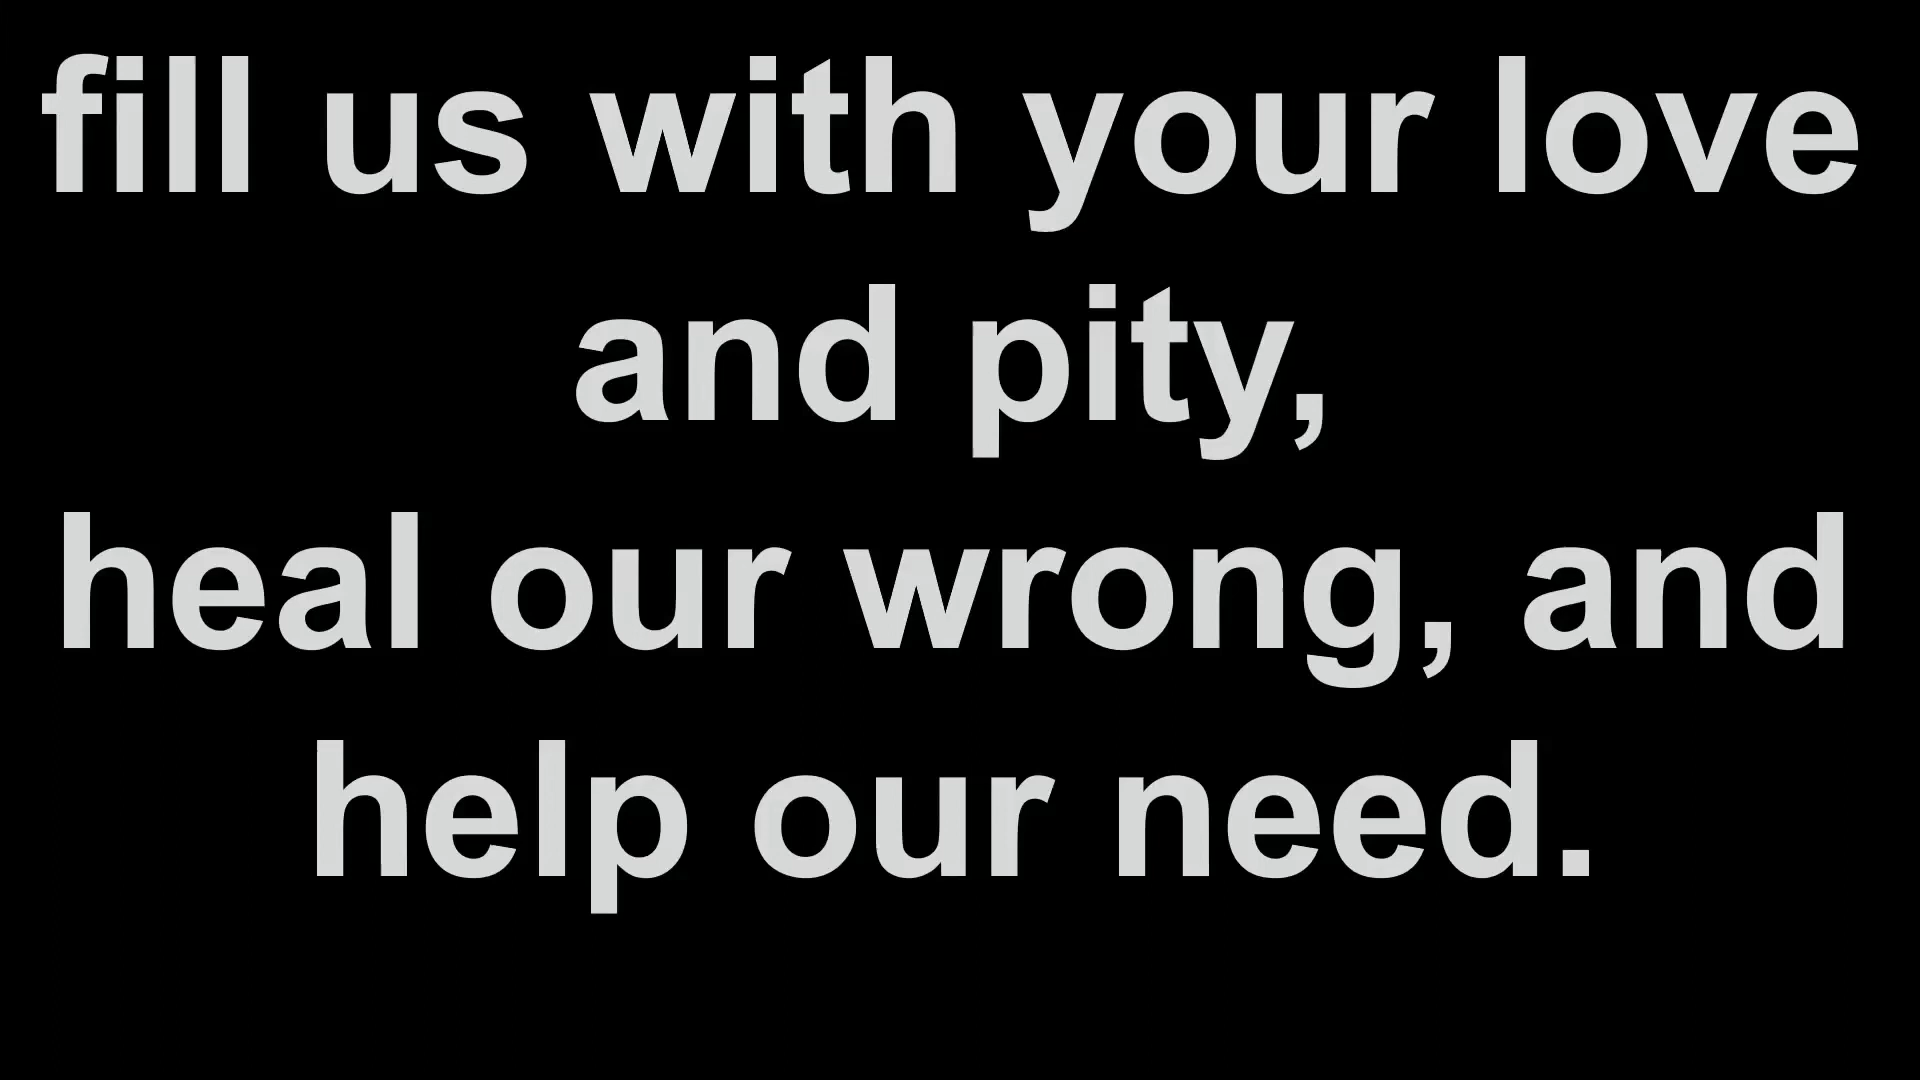 fill us with your love
and pity,
heal our wrong, and
help our need.